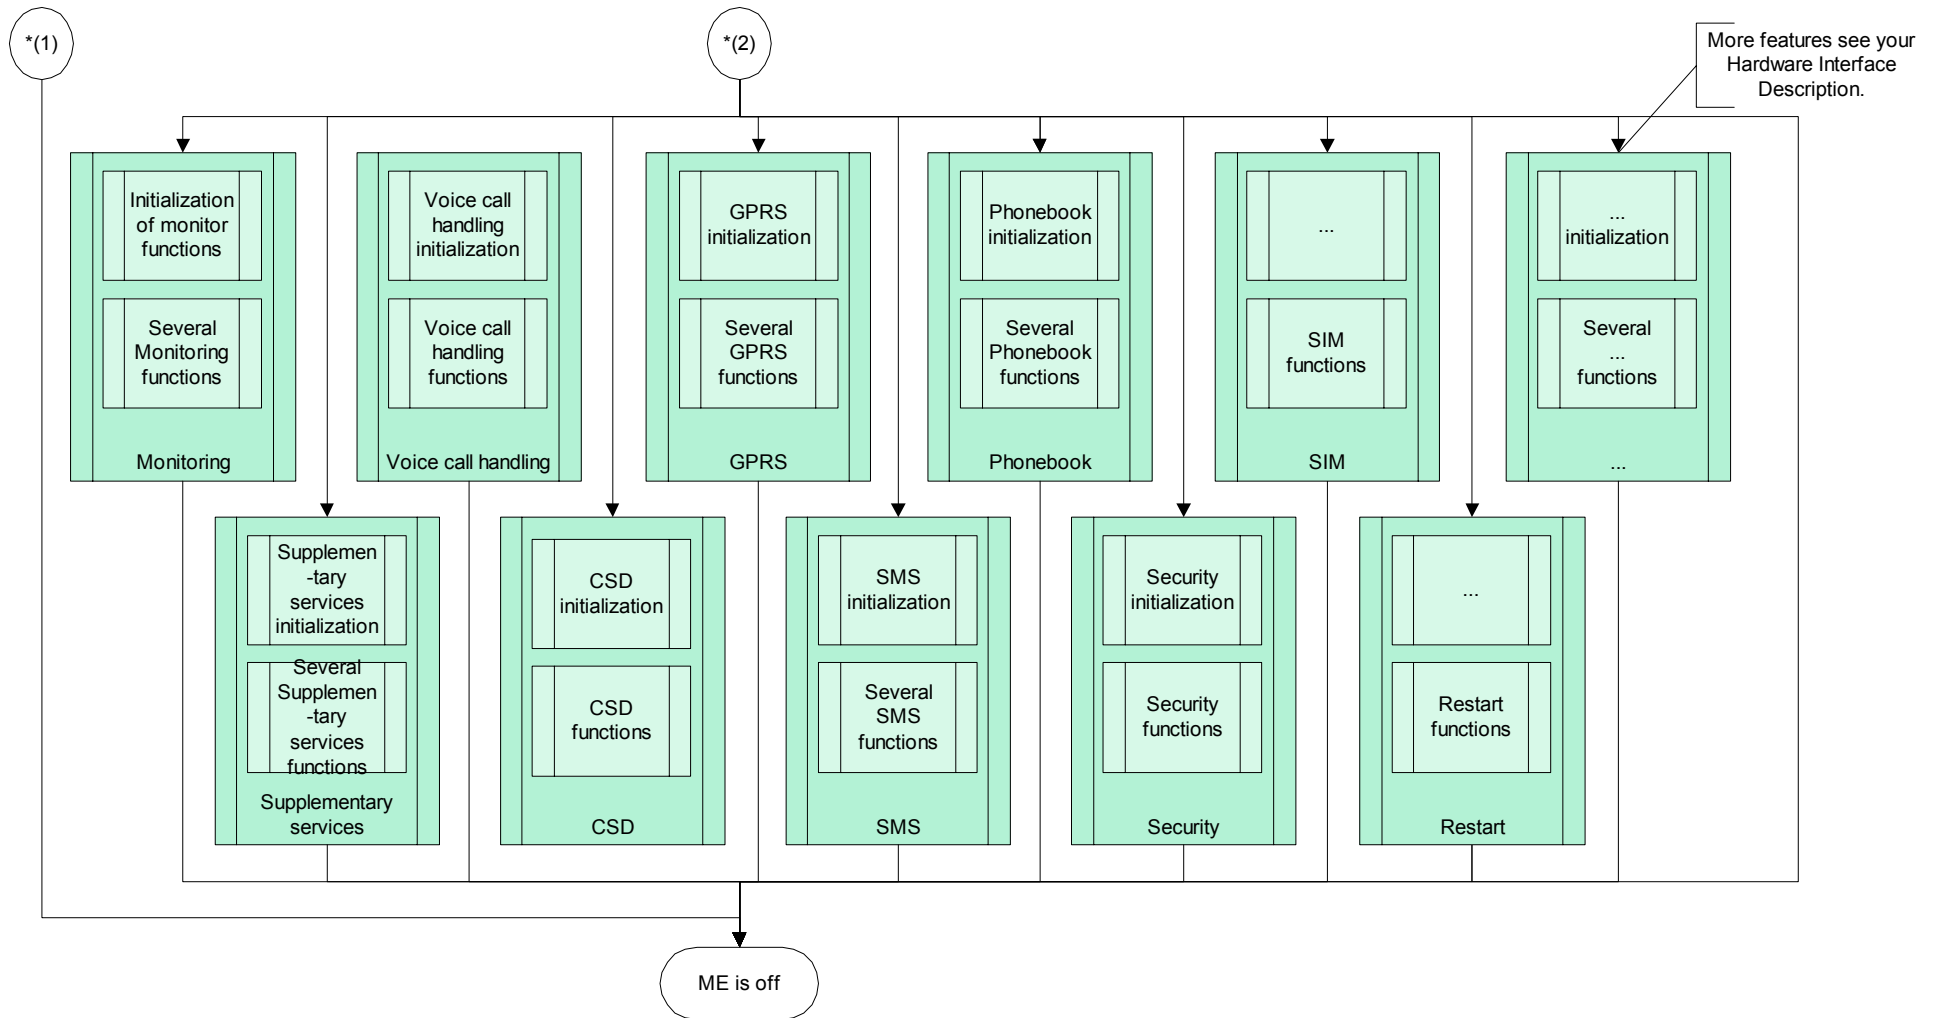 *(1)
*(2)
More features see your
Hardware Interface
Description.
Initialization
of monitor
functions
Several
Monitoring
functions
Monitoring
Voice call
handling
initialization
Voice call
handling
functions
Voice call handling
GPRS
initialization
Several
GPRS
functions
GPRS
Phonebook
initialization
Several
Phonebook
functions
Phonebook
...
SIM
functions
SIM
...
initialization
Several
...
functions
...
Supplemen
-tary
services
initialization
Several
Supplemen
-tary
services
functions
Supplementary
services
CSD
initialization
CSD
functions
CSD
SMS
initialization
Several
SMS
functions
SMS
Security
initialization
Security
functions
Security
...
Restart
functions
Restart
ME is off